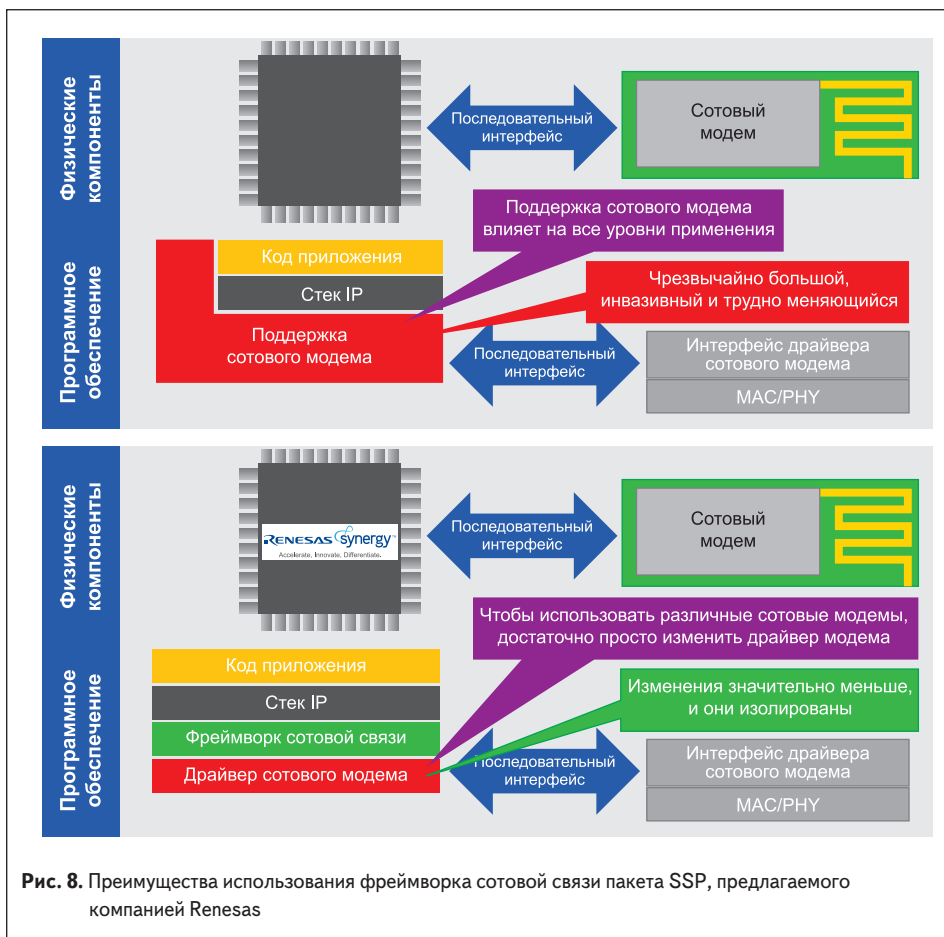 Физические
компоненты
Последовательный
интерфейс
Сотовый
модем
Поддержка сотового модема
влияет на все уровни применения
Программное
обеспечение
Код приложения
Стек IP
Поддержка
сотового модема
Чрезвычайно большой,
инвазивный и трудно меняющийся
Последовательный
интерфейс
Интерфейс драйвера
сотового модема
MAC/PHY
Физические
компоненты
RENESAS Synergy™
Accelerate. Innovate. Differentiate.
Последовательный
интерфейс
Сотовый
модем
Чтобы использовать различные сотовые модемы,
достаточно просто изменить драйвер модема
Программное
обеспечение
Код приложения
Стек IP
Фреймворк сотовой связи
Драйвер сотового модема
Изменения значительно меньше,
и они изолированы
Последовательный
интерфейс
Интерфейс драйвера
сотового модема
MAC/PHY
Рис. 8. Преимущества использования фреймворка сотовой связи пакета SSP, предлагаемого
компанией Renesas